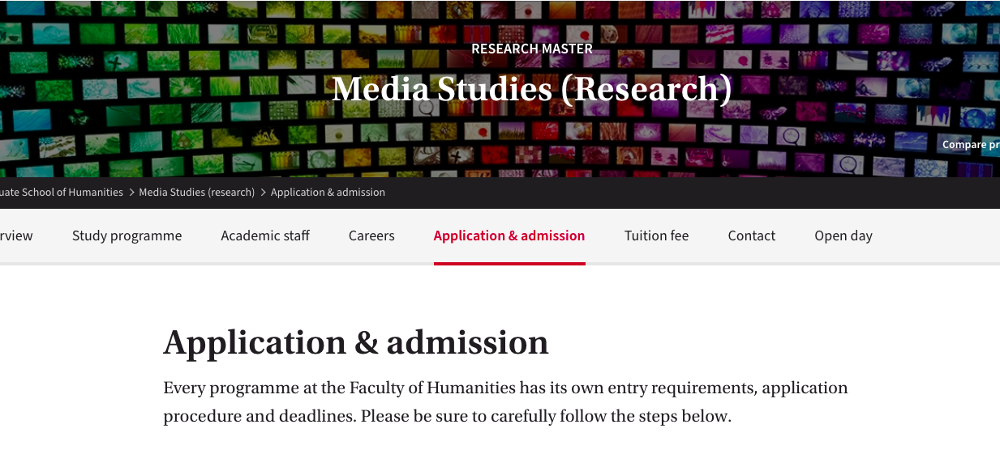 RESEARCH MASTER
Media Studies (Research)
Compare pr
uate School of Humanities > Media Studies (research) > Application & admission
rview Study programme Academic staff Careers Application & admission Tuition fee Contact Open day
Application & admission
Every programme at the Faculty of Humanities has its own entry requirements, application
procedure and deadlines. Please be sure to carefully follow the steps below.